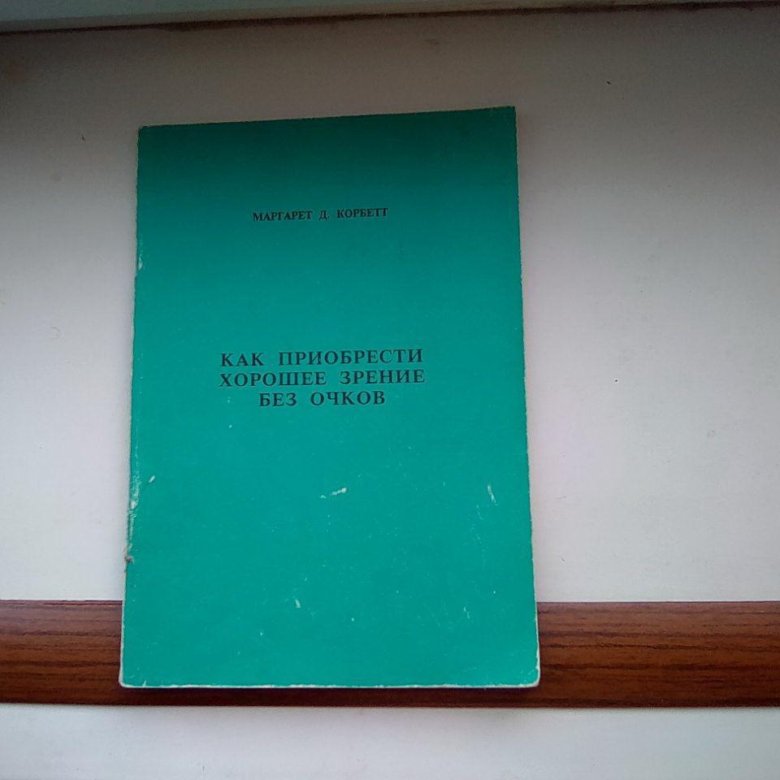 МАРГАРЕТ Д. КОРБЕТТ
КАК ПРИОБРЕСТИ
ХОРОШЕЕ ЗРЕНИЕ
БЕЗ ОЧКОВ